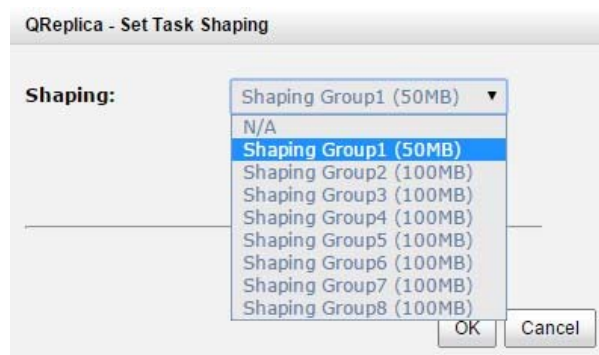 QReplica - Set Task Shaping
Shaping: Shaping Group1 (50MB)
N/A
Shaping Group1 (50MB)
Shaping Group2 (100MB)
Shaping Group3 (100MB)
Shaping Group4 (100MB)
Shaping Group5 (100MB)
Shaping Group6 (100MB)
Shaping Group7 (100MB)
Shaping Group8 (100MB)
OK Cancel